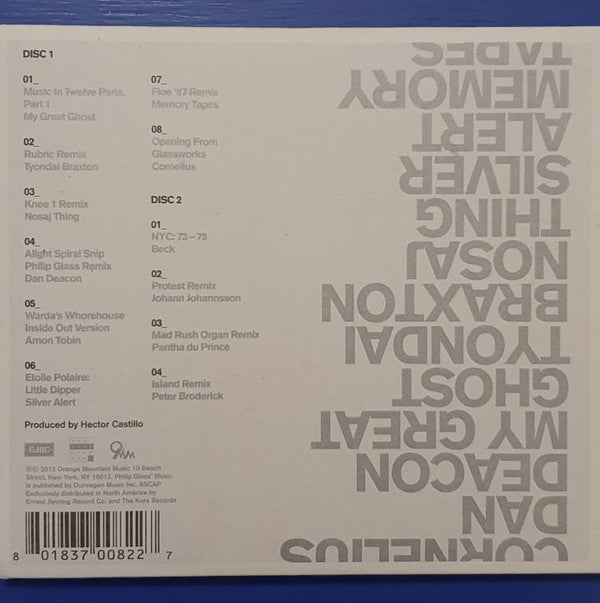 DISC 1
01_
Music in Twelve Parts,
Part 1
My Great Ghost
02_
Rubric Remix
Tyondai Braxton
03_
Knee 1 Remix
Nosaj Thing
04_
Alight Spiral Snip
Philip Glass Remix
Dan Deacon
05_
Warda's Whorehouse
Inside Out Version
Amon Tobin
06_
Etoile Polaire:
Little Dipper
Silver Alert
07_
Floe '87 Remix
Memory Tapes
08_
Opening From
Glassworks
Cornelius
DISC 2
01_
NYC: 73–78
Beck
02_
Protest Remix
Johann Johannsson
03_
Mad Rush Organ Remix
Pantha du Prince
04_
Island Remix
Peter Broderick
Produced by Hector Castillo
EJRC
OMM
℗© 2012 Orange Mountain Music 10 Beach
Street, New York, NY 10013. Philip Glass' Music
is published by Dunvagen Music Inc. ASCAP
Exclusively distributed in North America by
Ernest Jenning Record Co. and The Kora Records
8 01837 00822 7
CORNELIUS
DAN
DEACON
MY GREAT
GHOST
TYONDAI
BRAXTON
NOSAJ
THING
SILVER
ALERT
MEMORY
TAPES